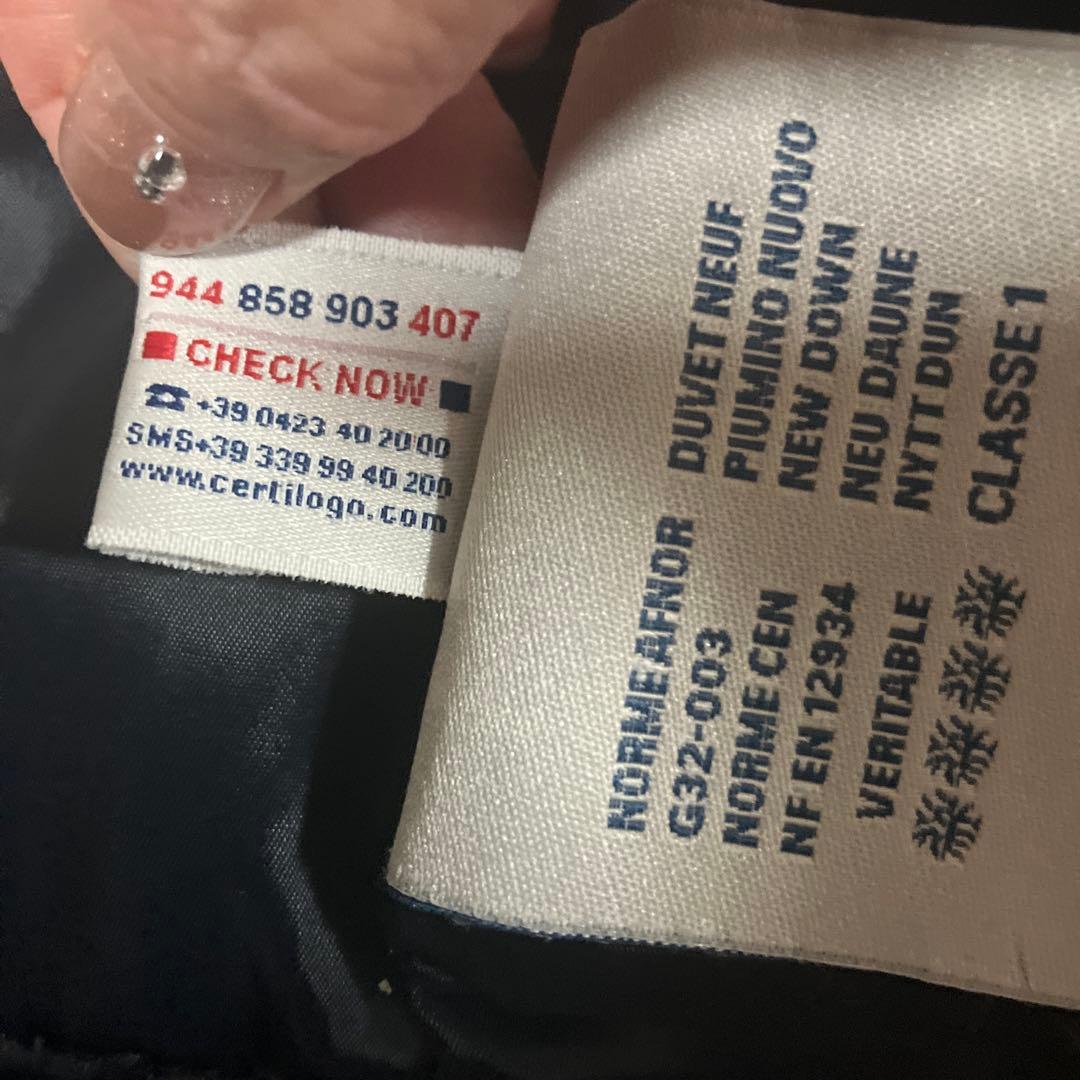 944 858 903 407
CHECK NOW
+39 0423 40 20 00
SMS+39 339 99 40 200
www.certilogo.com
DUVET NEUF
PIUMINO NUOVO
NEW DOWN
NEU DAUNE
NYTT DUN
CLASSE 1
NORME AFNOR
G32-003
NORME CEN
NF EN 12934
VERITABLE